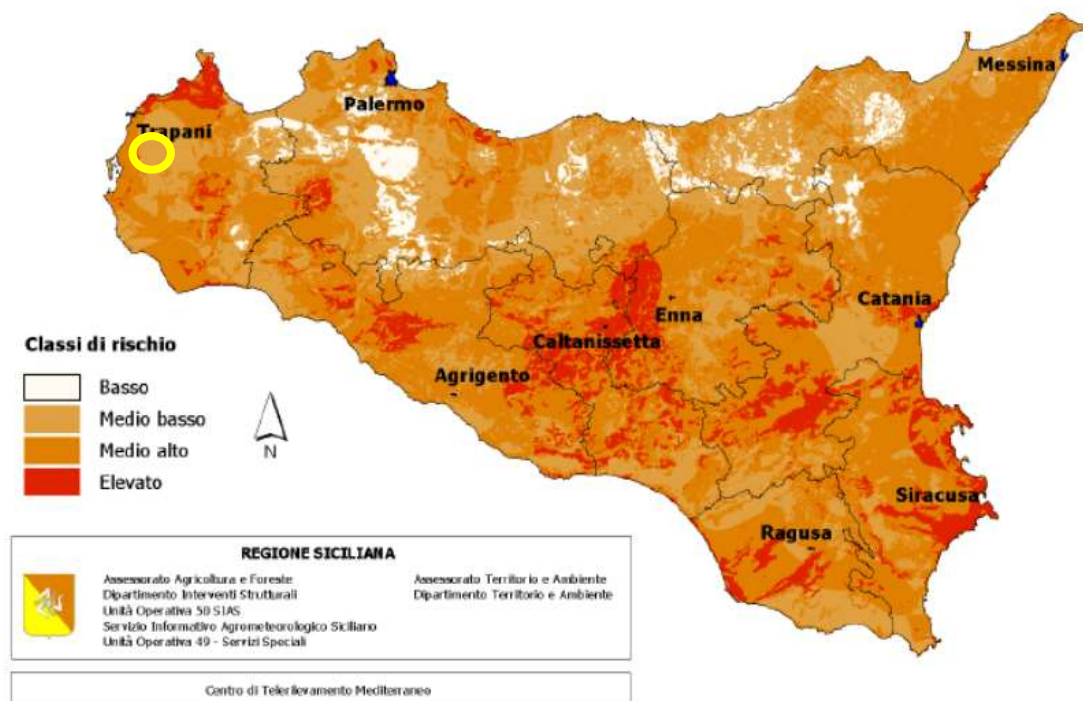 Messina
Palermo
Trapani
Catania
Enna
Caltanissetta
Agrigento
Classi di rischio
Basso
Medio basso
Medio alto
Elevato
N
Siracusa
Ragusa
REGIONE SICILIANA
Assessorato Agricoltura e Foreste
Dipartimento Interventi Strutturali
Unità Operativa 50 SIAS
Servizio Informativo Agrometeorologico Siciliano
Unità Operativa 49 - Servizi Speciali
Assessorato Territorio e Ambiente
Dipartimento Territorio e Ambiente
Centro di Telerilevamento Mediterraneo